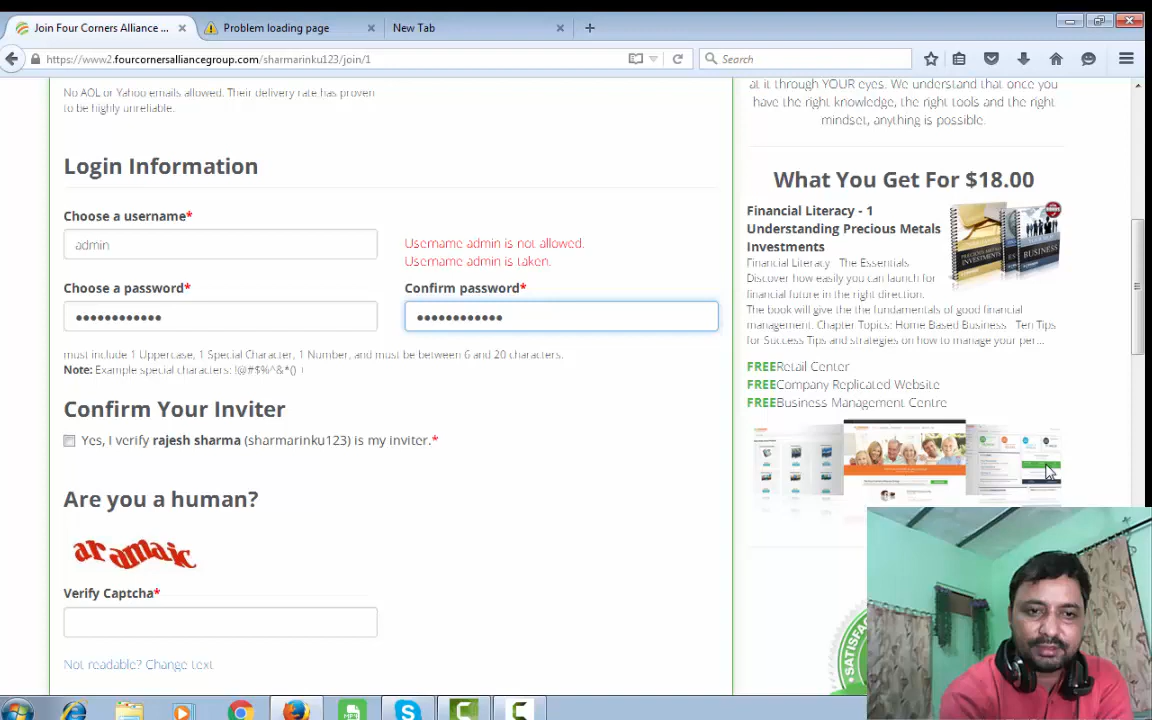 Join Four Corners Alliance ...
Problem loading page
New Tab
https://www2.fourcornersalliancegroup.com/sharmarinku123/join/1
Search
No AOL or Yahoo emails allowed. Their delivery rate has proven
to be highly unreliable.
Login Information
Choose a username*
admin
Username admin is not allowed.
Username admin is taken.
Choose a password*
Confirm password*
••••••••••••
••••••••••••
must include 1 Uppercase, 1 Special Character, 1 Number, and must be between 6 and 20 characters.
Note: Example special characters: !@#$%^&*()
Confirm Your Inviter
Yes, I verify rajesh sharma (sharmarinku123) is my inviter.*
Are you a human?
aramaic
Verify Captcha*
Not readable? Change text
at it through YOUR eyes. We understand that once you
have the right knowledge, the right tools and the right
mindset, anything is possible.
What You Get For $18.00
Financial Literacy - 1
Understanding Precious Metals
Investments
Financial Literacy The Essentials
Discover how easily you can launch for
financial future in the right direction.
The book will give the the fundamentals of good financial
management. Chapter Topics: Home Based Business Ten Tips
for Success Tips and strategies on how to manage your per...
FREERetail Center
FREECompany Replicated Website
FREEBusiness Management Centre
PRECIOUS METALS
INVESTMENTS
BUSINESS
SATISFAC
MP4